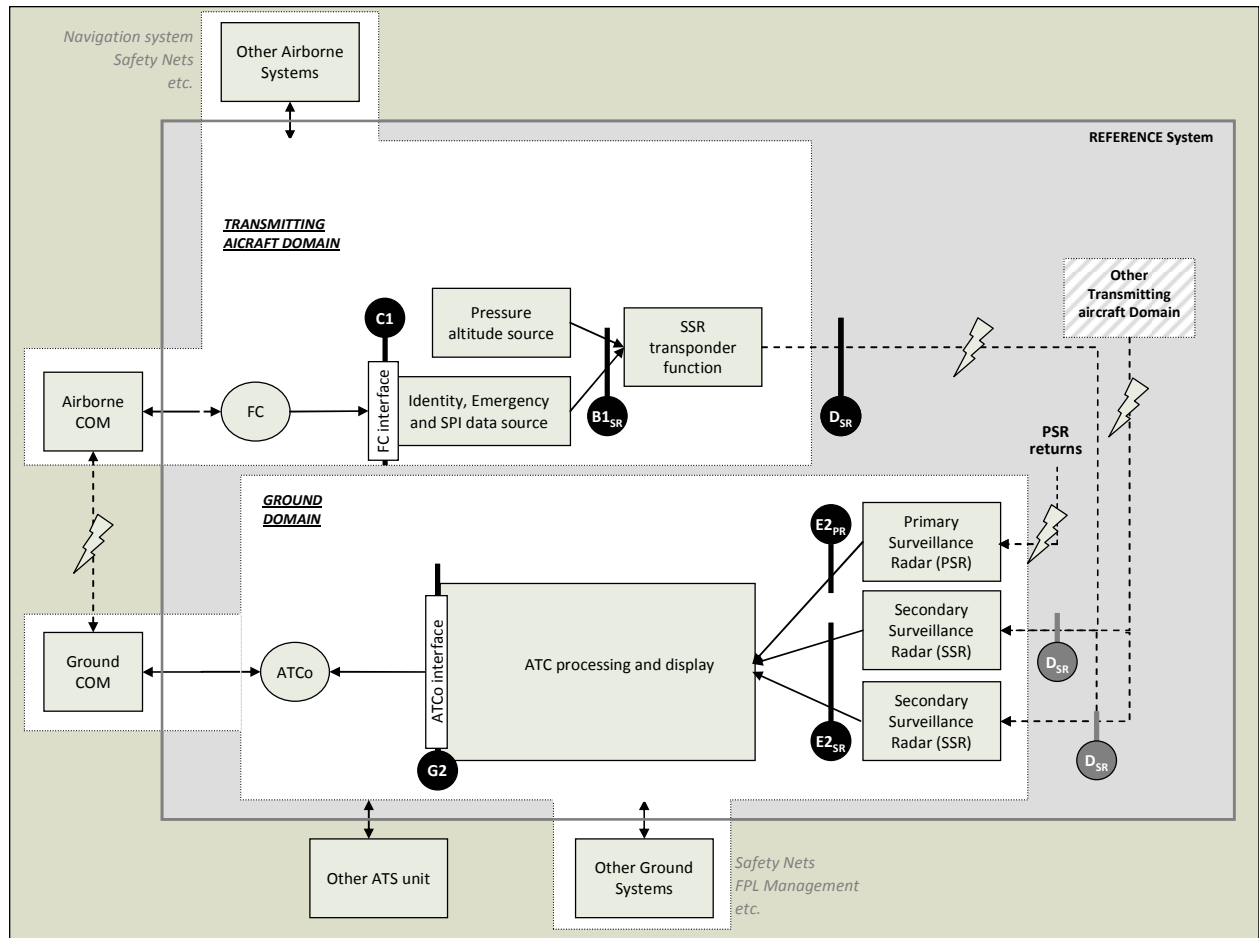 Navigation system
Safety Nets
etc.
Other Airborne
Systems
REFERENCE System
TRANSMITTING
AICRAFT DOMAIN
Other
Transmitting
aircraft Domain
C1
Pressure
altitude source
SSR
transponder
function
Airborne
COM
FC
FC interface
Identity, Emergency
and SPI data source
B1SR
DSR
PSR
returns
GROUND
DOMAIN
E2PR
Primary
Surveillance
Radar (PSR)
Ground
COM
ATCo
ATCo interface
ATC processing and display
Secondary
Surveillance
Radar (SSR)
DSR
Secondary
Surveillance
Radar (SSR)
E2SR
G2
DSR
Other ATS unit
Other Ground
Systems
Safety Nets
FPL Management
etc.